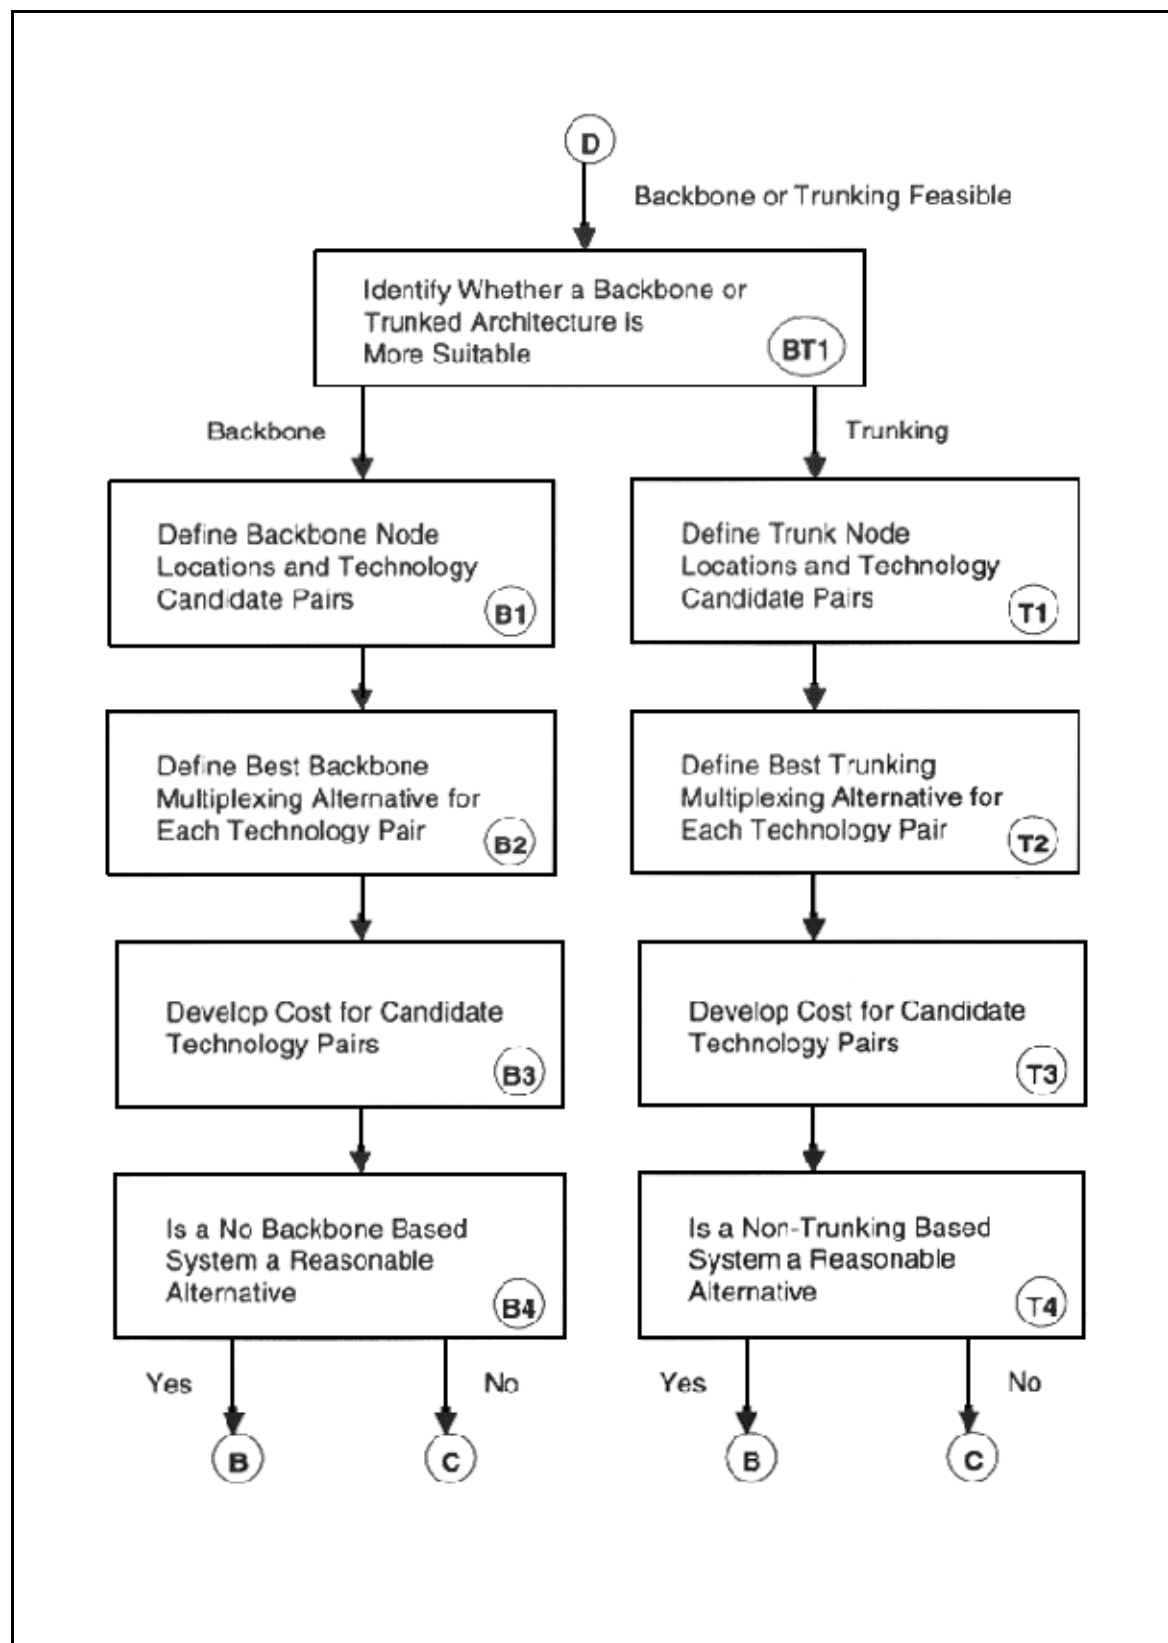 D
Backbone or Trunking Feasible
Identify Whether a Backbone or
Trunked Architecture is
More Suitable
BT1
Backbone
Trunking
Define Backbone Node
Locations and Technology
Candidate Pairs
B1
Define Trunk Node
Locations and Technology
Candidate Pairs
T1
Define Best Backbone
Multiplexing Alternative for
Each Technology Pair
B2
Define Best Trunking
Multiplexing Alternative for
Each Technology Pair
T2
Develop Cost for Candidate
Technology Pairs
B3
Develop Cost for Candidate
Technology Pairs
T3
Is a No Backbone Based
System a Reasonable
Alternative
B4
Is a Non-Trunking Based
System a Reasonable
Alternative
T4
Yes
No
Yes
No
B
C
B
C